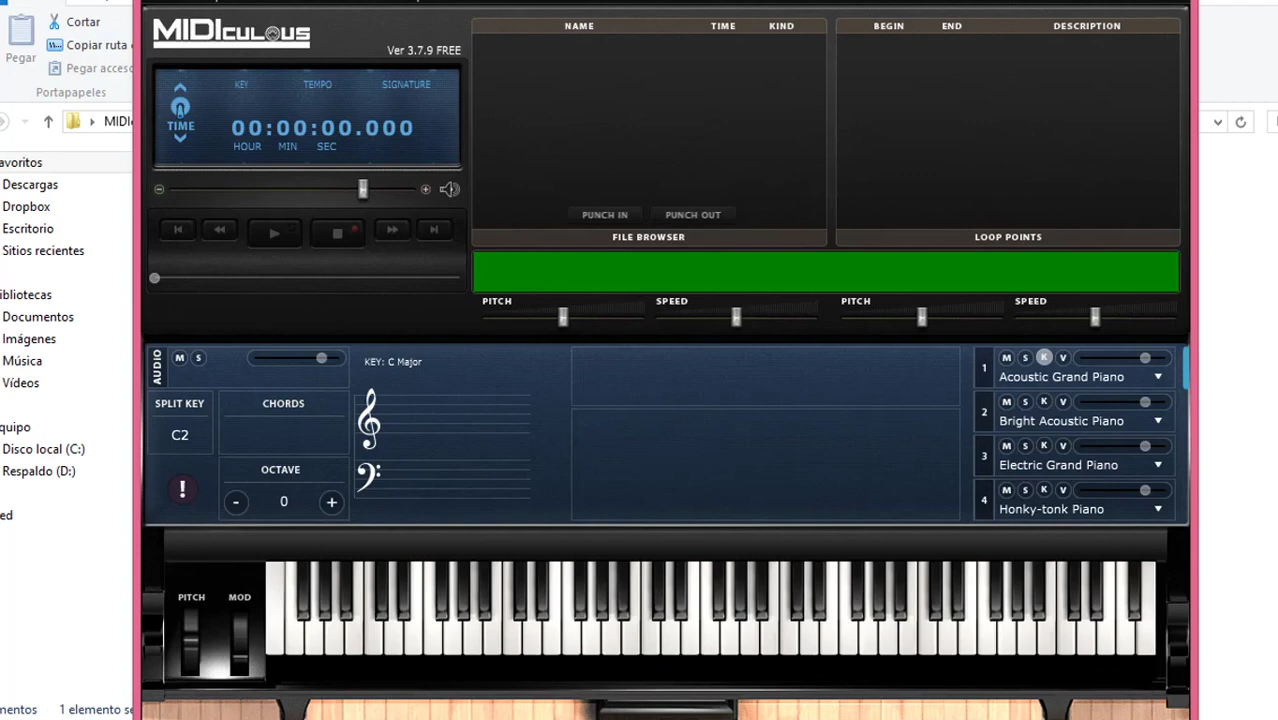 Cortar
Copiar ruta
Pegar
Pegar acceso
Portapapeles
avoritos
Descargas
Dropbox
Escritorio
Sitios recientes
ibliotecas
Documentos
Imágenes
Música
Vídeos
quipo
Disco local (C:)
Respaldo (D:)
ed
mentos 1 elemento se
MIDIculous
Ver 3.7.9 FREE
KEY TEMPO SIGNATURE
TIME
00:00:00.000
HOUR MIN SEC
NAME TIME KIND
PUNCH IN PUNCH OUT
FILE BROWSER
BEGIN END DESCRIPTION
LOOP POINTS
PITCH SPEED PITCH SPEED
AUDIO
M S
KEY: C Major
SPLIT KEY
C2
CHORDS
OCTAVE
- 0 +
!
1 M S K V
Acoustic Grand Piano
2 M S K V
Bright Acoustic Piano
3 M S K V
Electric Grand Piano
4 M S K V
Honky-tonk Piano
PITCH MOD